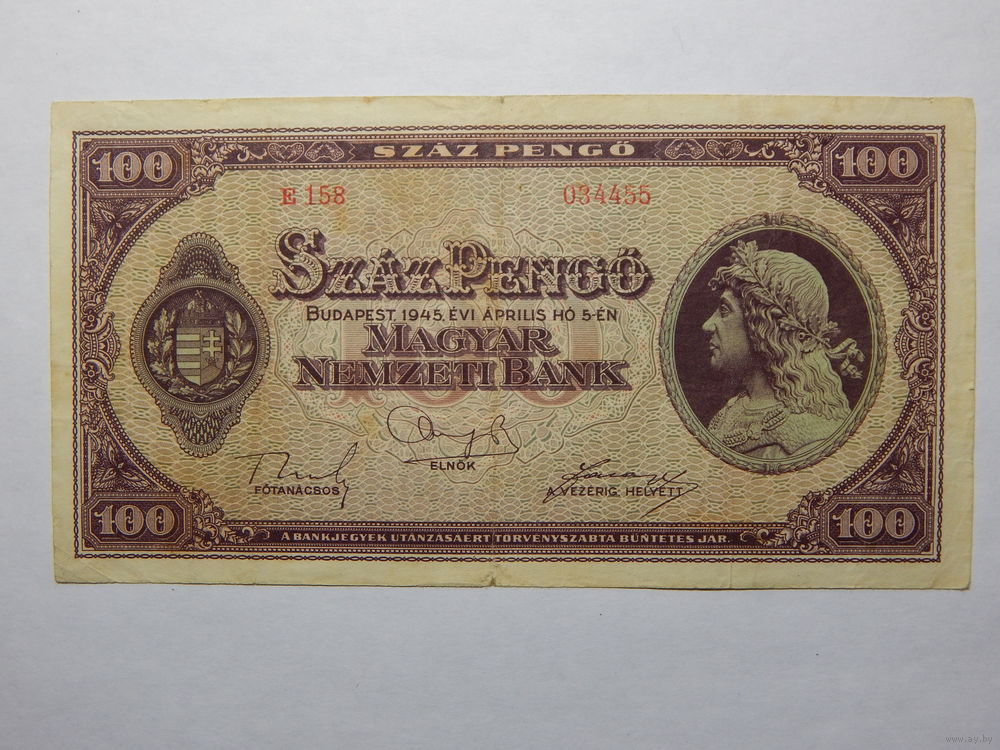 100 SZÁZ PENGŐ 100
E 158 034455
SZÁZ PENGŐ
BUDAPEST, 1945. ÉVI ÁPRILIS HÓ 5-ÉN
MAGYAR
NEMZETI BANK
FŐTANÁCSOS
ELNÖK
A VEZÉRIG. HELYETT
100 A BANKJEGYEK UTÁNZÁSÁÉRT TÖRVÉNYSZABTA BÜNTETÉS JÁR. 100
www.ay.by